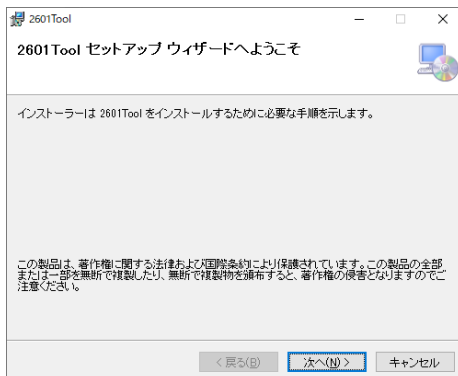 2601Tool
2601Tool セットアップ ウィザードへようこそ
インストーラーは 2601Tool をインストールするために必要な手順を示します。
この製品は、著作権に関する法律および国際条約により保護されています。この製品の全部
または一部を無断で複製したり、無断で複製物を頒布すると、著作権の侵害となりますのでご
注意ください。
< 戻る(B)
次へ(N) >
キャンセル